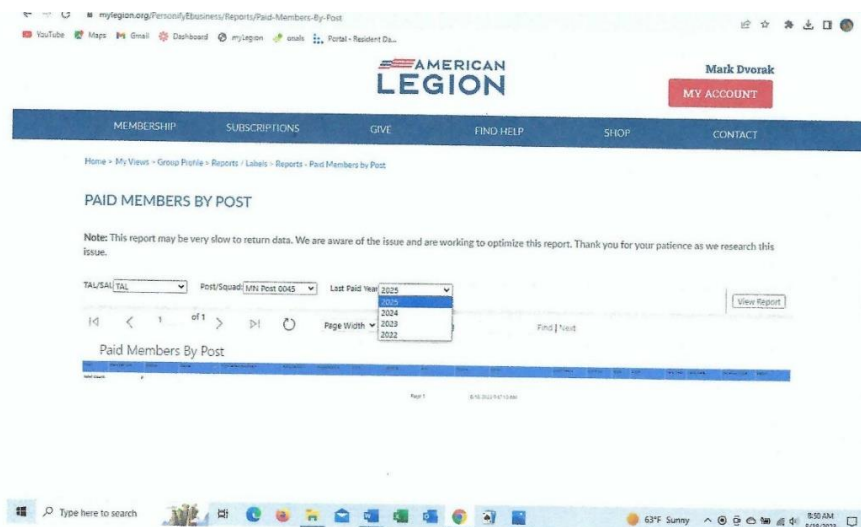 mylegion.org/PersonifyEbusiness/Reports/Paid-Members-By-Post
YouTube Maps Gmail Dashboard myLegion Portal - Resident Da...
AMERICAN
LEGION
Mark Dvorak
MY ACCOUNT
MEMBERSHIP SUBSCRIPTIONS GIVE FIND HELP SHOP CONTACT
Home > My Views > Group Profile > Reports / Labels > Reports - Paid Members by Post
PAID MEMBERS BY POST
Note: This report may be very slow to return data. We are aware of the issue and are working to optimize this report. Thank you for your patience as we research this
issue.
TAL/SAL TAL Post/Squad: MN Post 0045 Last Paid Year 2025
2025
2024
2023
2022
View Report
1 of 1 Page Width Find | Next
Paid Members By Post
Page 1
Type here to search 63°F Sunny 8:50 AM